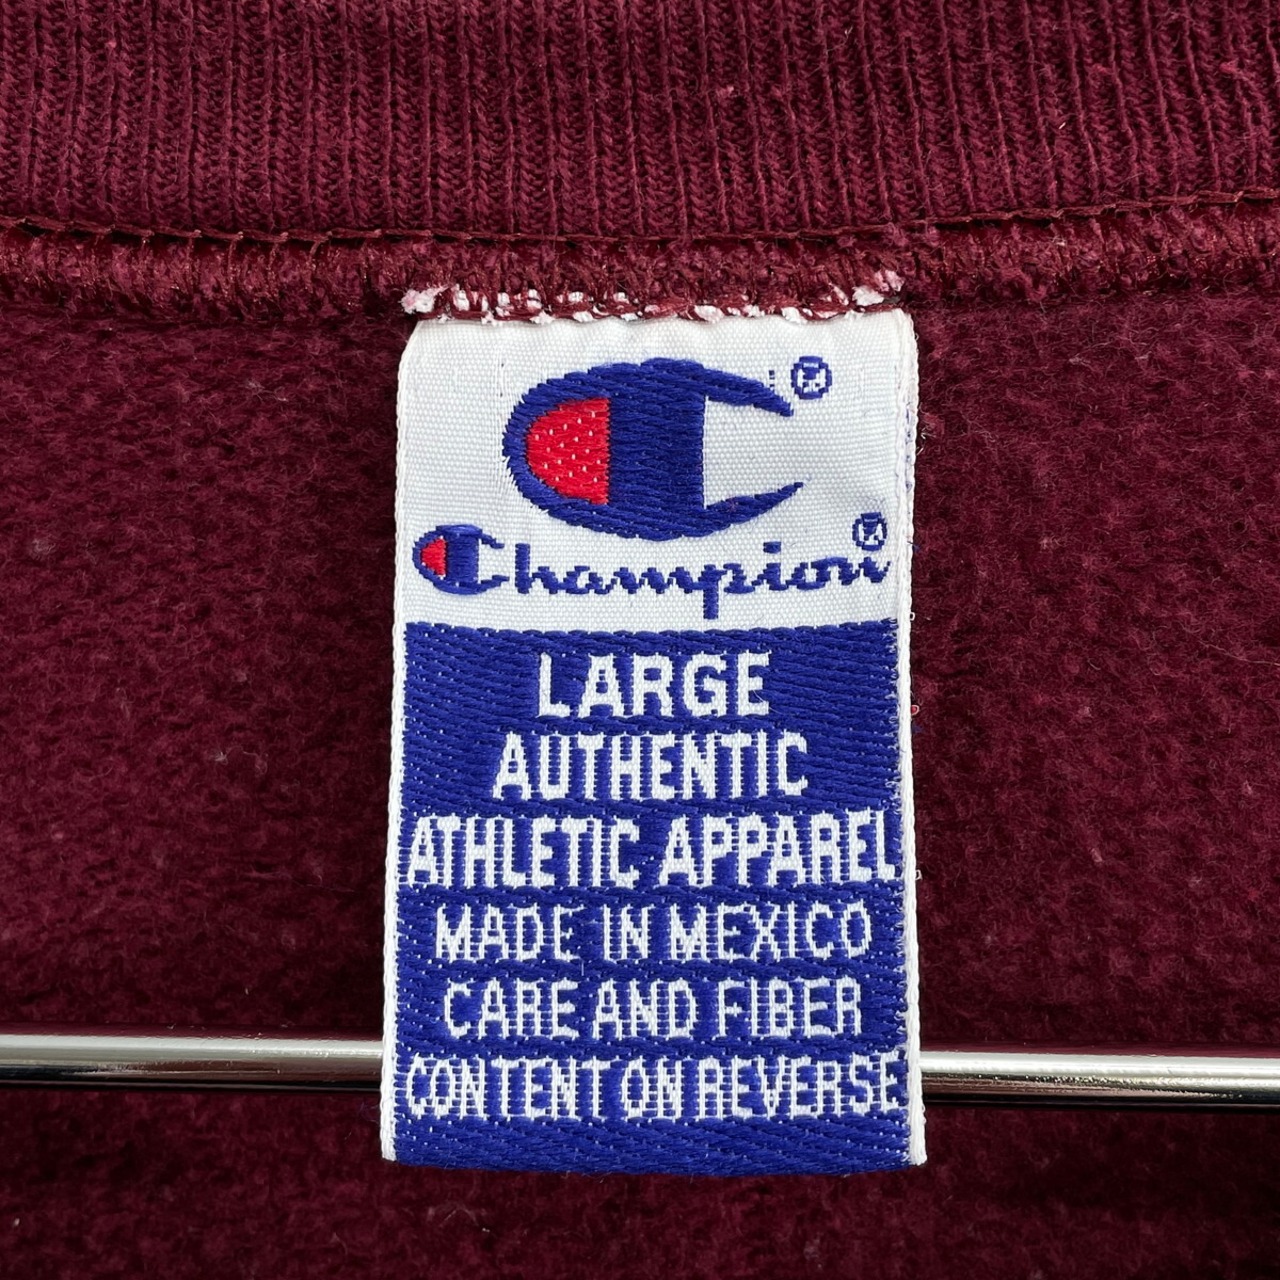 ®
Champion®
LARGE
AUTHENTIC
ATHLETIC APPAREL
MADE IN MEXICO
CARE AND FIBER
CONTENT ON REVERSE